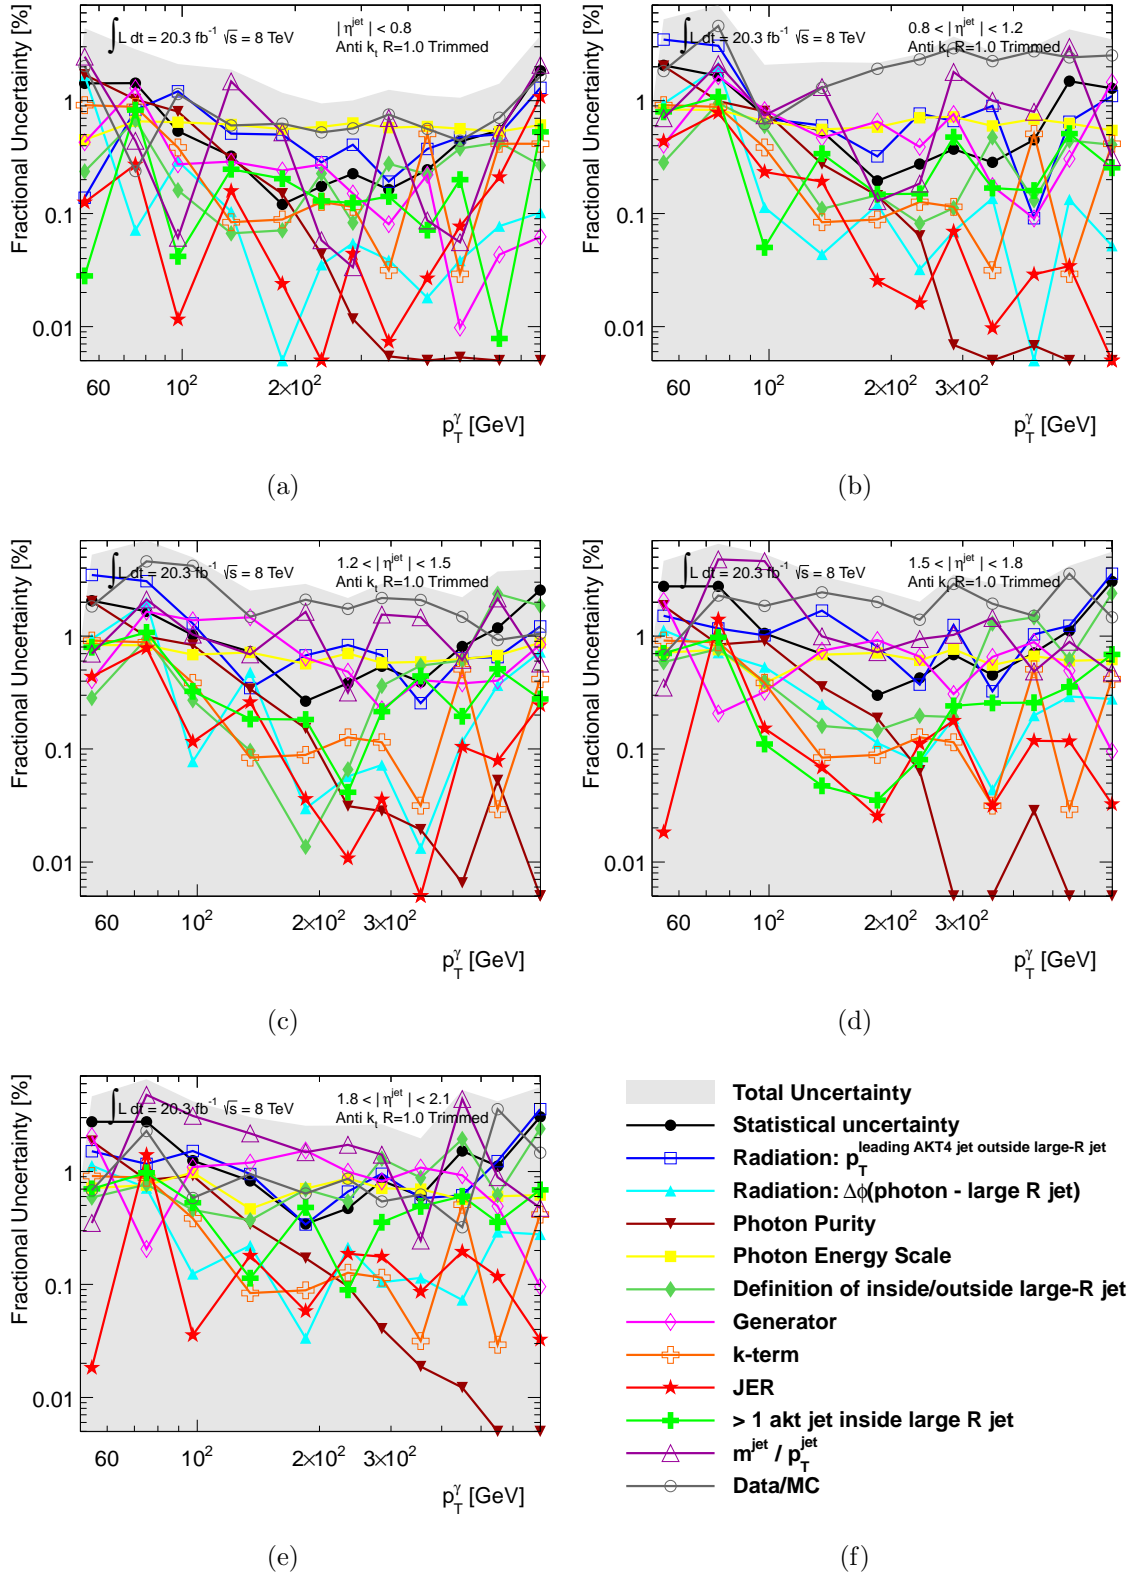 Fractional Uncertainty [%]
∫L dt = 20.3 fb⁻¹ √s = 8 TeV
| η^jet | < 0.8
Anti k_t R=1.0 Trimmed
1
0.1
0.01
60 10² 2×10²
p_T^γ [GeV]
(a)
Fractional Uncertainty [%]
∫L dt = 20.3 fb⁻¹ √s = 8 TeV
0.8 < | η^jet | < 1.2
Anti k_t R=1.0 Trimmed
1
0.1
0.01
60 10² 2×10² 3×10²
p_T^γ [GeV]
(b)
Fractional Uncertainty [%]
∫L dt = 20.3 fb⁻¹ √s = 8 TeV
1.2 < | η^jet | < 1.5
Anti k_t R=1.0 Trimmed
1
0.1
0.01
60 10² 2×10² 3×10²
p_T^γ [GeV]
(c)
Fractional Uncertainty [%]
∫L dt = 20.3 fb⁻¹ √s = 8 TeV
1.5 < | η^jet | < 1.8
Anti k_t R=1.0 Trimmed
1
0.1
0.01
60 10² 2×10² 3×10²
p_T^γ [GeV]
(d)
Fractional Uncertainty [%]
∫L dt = 20.3 fb⁻¹ √s = 8 TeV
1.8 < | η^jet | < 2.1
Anti k_t R=1.0 Trimmed
1
0.1
0.01
60 10² 2×10² 3×10²
p_T^γ [GeV]
(e)
Total Uncertainty
Statistical uncertainty
Radiation: p_T^leading AKT4 jet outside large-R jet
Radiation: Δϕ(photon - large R jet)
Photon Purity
Photon Energy Scale
Definition of inside/outside large-R jet
Generator
k-term
JER
> 1 akt jet inside large R jet
m^jet / p_T^jet
Data/MC
(f)